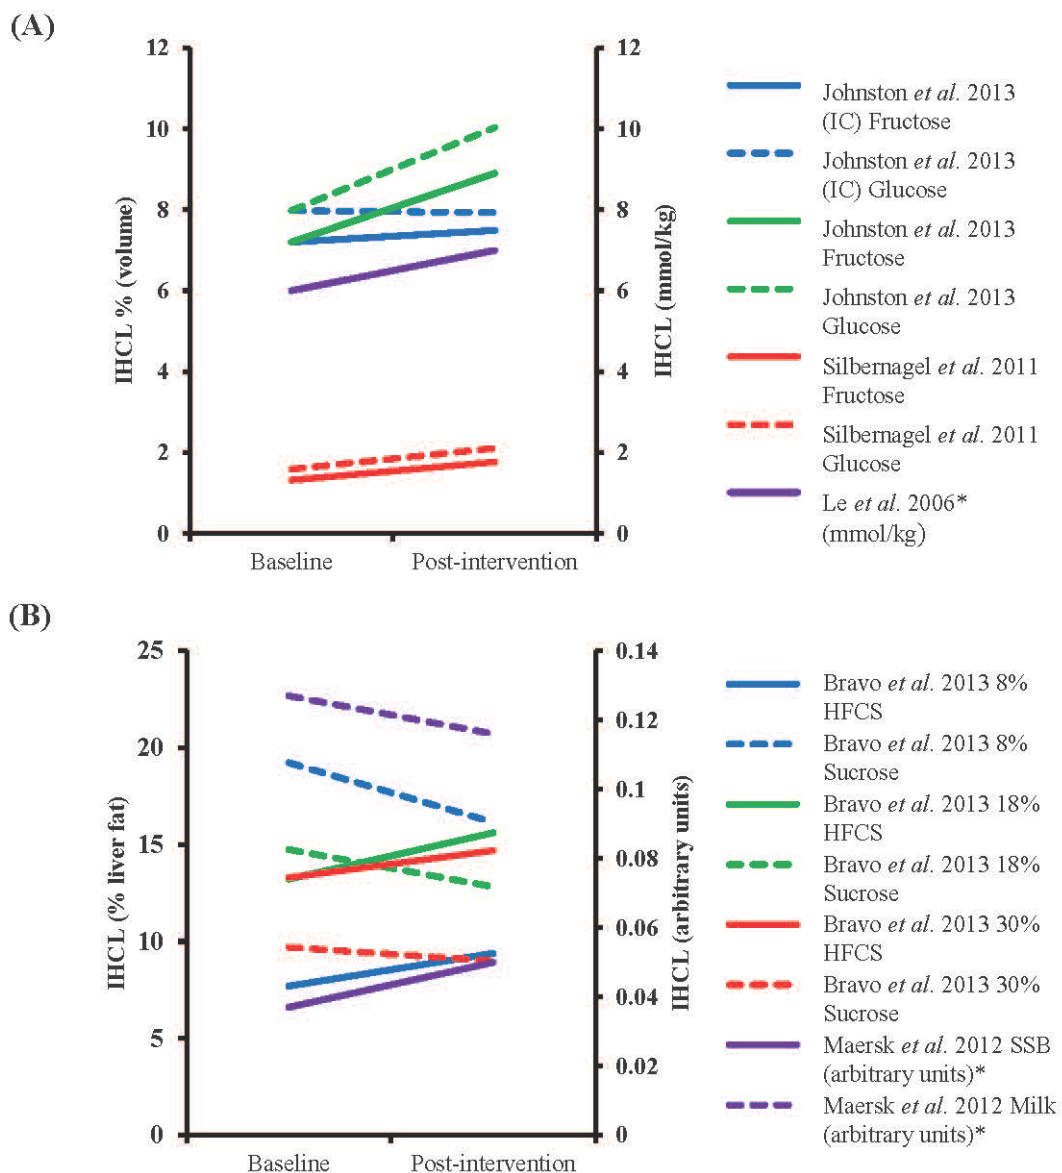 (A)
12
10
8
6
4
2
0
IHCL % (volume)
12
10
8
6
4
2
0
IHCL (mmol/kg)
Baseline
Post-intervention
Johnston et al. 2013
(IC) Fructose
Johnston et al. 2013
(IC) Glucose
Johnston et al. 2013
Fructose
Johnston et al. 2013
Glucose
Silbernagel et al. 2011
Fructose
Silbernagel et al. 2011
Glucose
Le et al. 2006*
(mmol/kg)
(B)
25
20
15
10
5
0
IHCL (% liver fat)
0.14
0.12
0.1
0.08
0.06
0.04
0.02
0
IHCL (arbitrary units)
Baseline
Post-intervention
Bravo et al. 2013 8%
HFCS
Bravo et al. 2013 8%
Sucrose
Bravo et al. 2013 18%
HFCS
Bravo et al. 2013 18%
Sucrose
Bravo et al. 2013 30%
HFCS
Bravo et al. 2013 30%
Sucrose
Maersk et al. 2012 SSB
(arbitrary units)*
Maersk et al. 2012 Milk
(arbitrary units)*